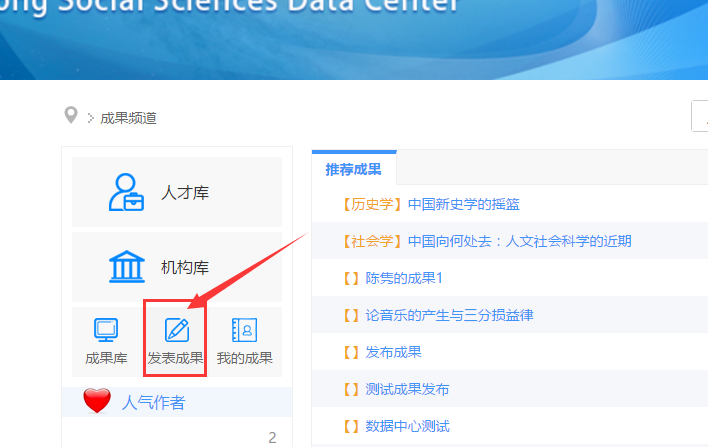 Social Sciences Data Center
> 成果频道
人才库
机构库
成果库 发表成果 我的成果
人气作者
2
推荐成果
【历史学】中国新史学的摇篮
【社会学】中国向何处去：人文社会科学的近期
【】陈隽的成果1
【】论音乐的产生与三分损益律
【】发布成果
【】测试成果发布
【】数据中心测试